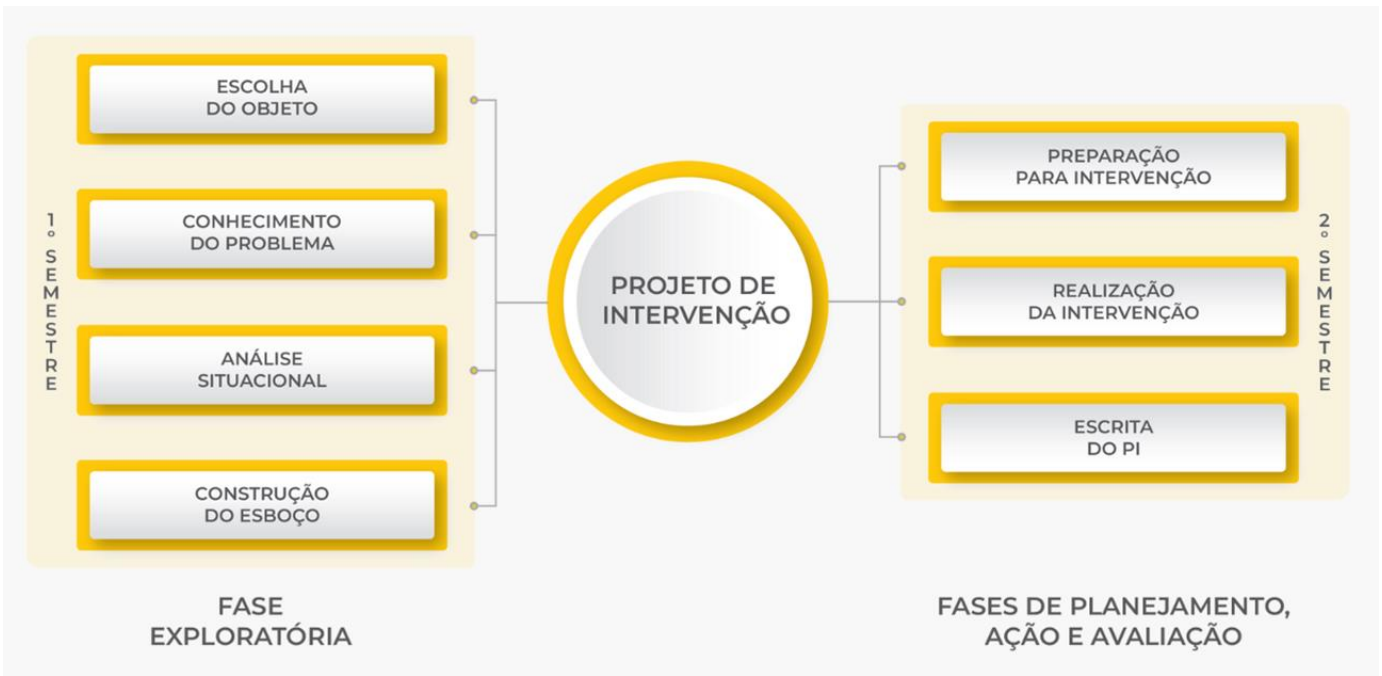 1º SEMESTRE
ESCOLHA
DO OBJETO
CONHECIMENTO
DO PROBLEMA
ANÁLISE
SITUACIONAL
CONSTRUÇÃO
DO ESBOÇO
FASE
EXPLORATÓRIA
PROJETO DE
INTERVENÇÃO
PREPARAÇÃO
PARA INTERVENÇÃO
REALIZAÇÃO
DA INTERVENÇÃO
ESCRITA
DO PI
2º SEMESTRE
FASES DE PLANEJAMENTO,
AÇÃO E AVALIAÇÃO